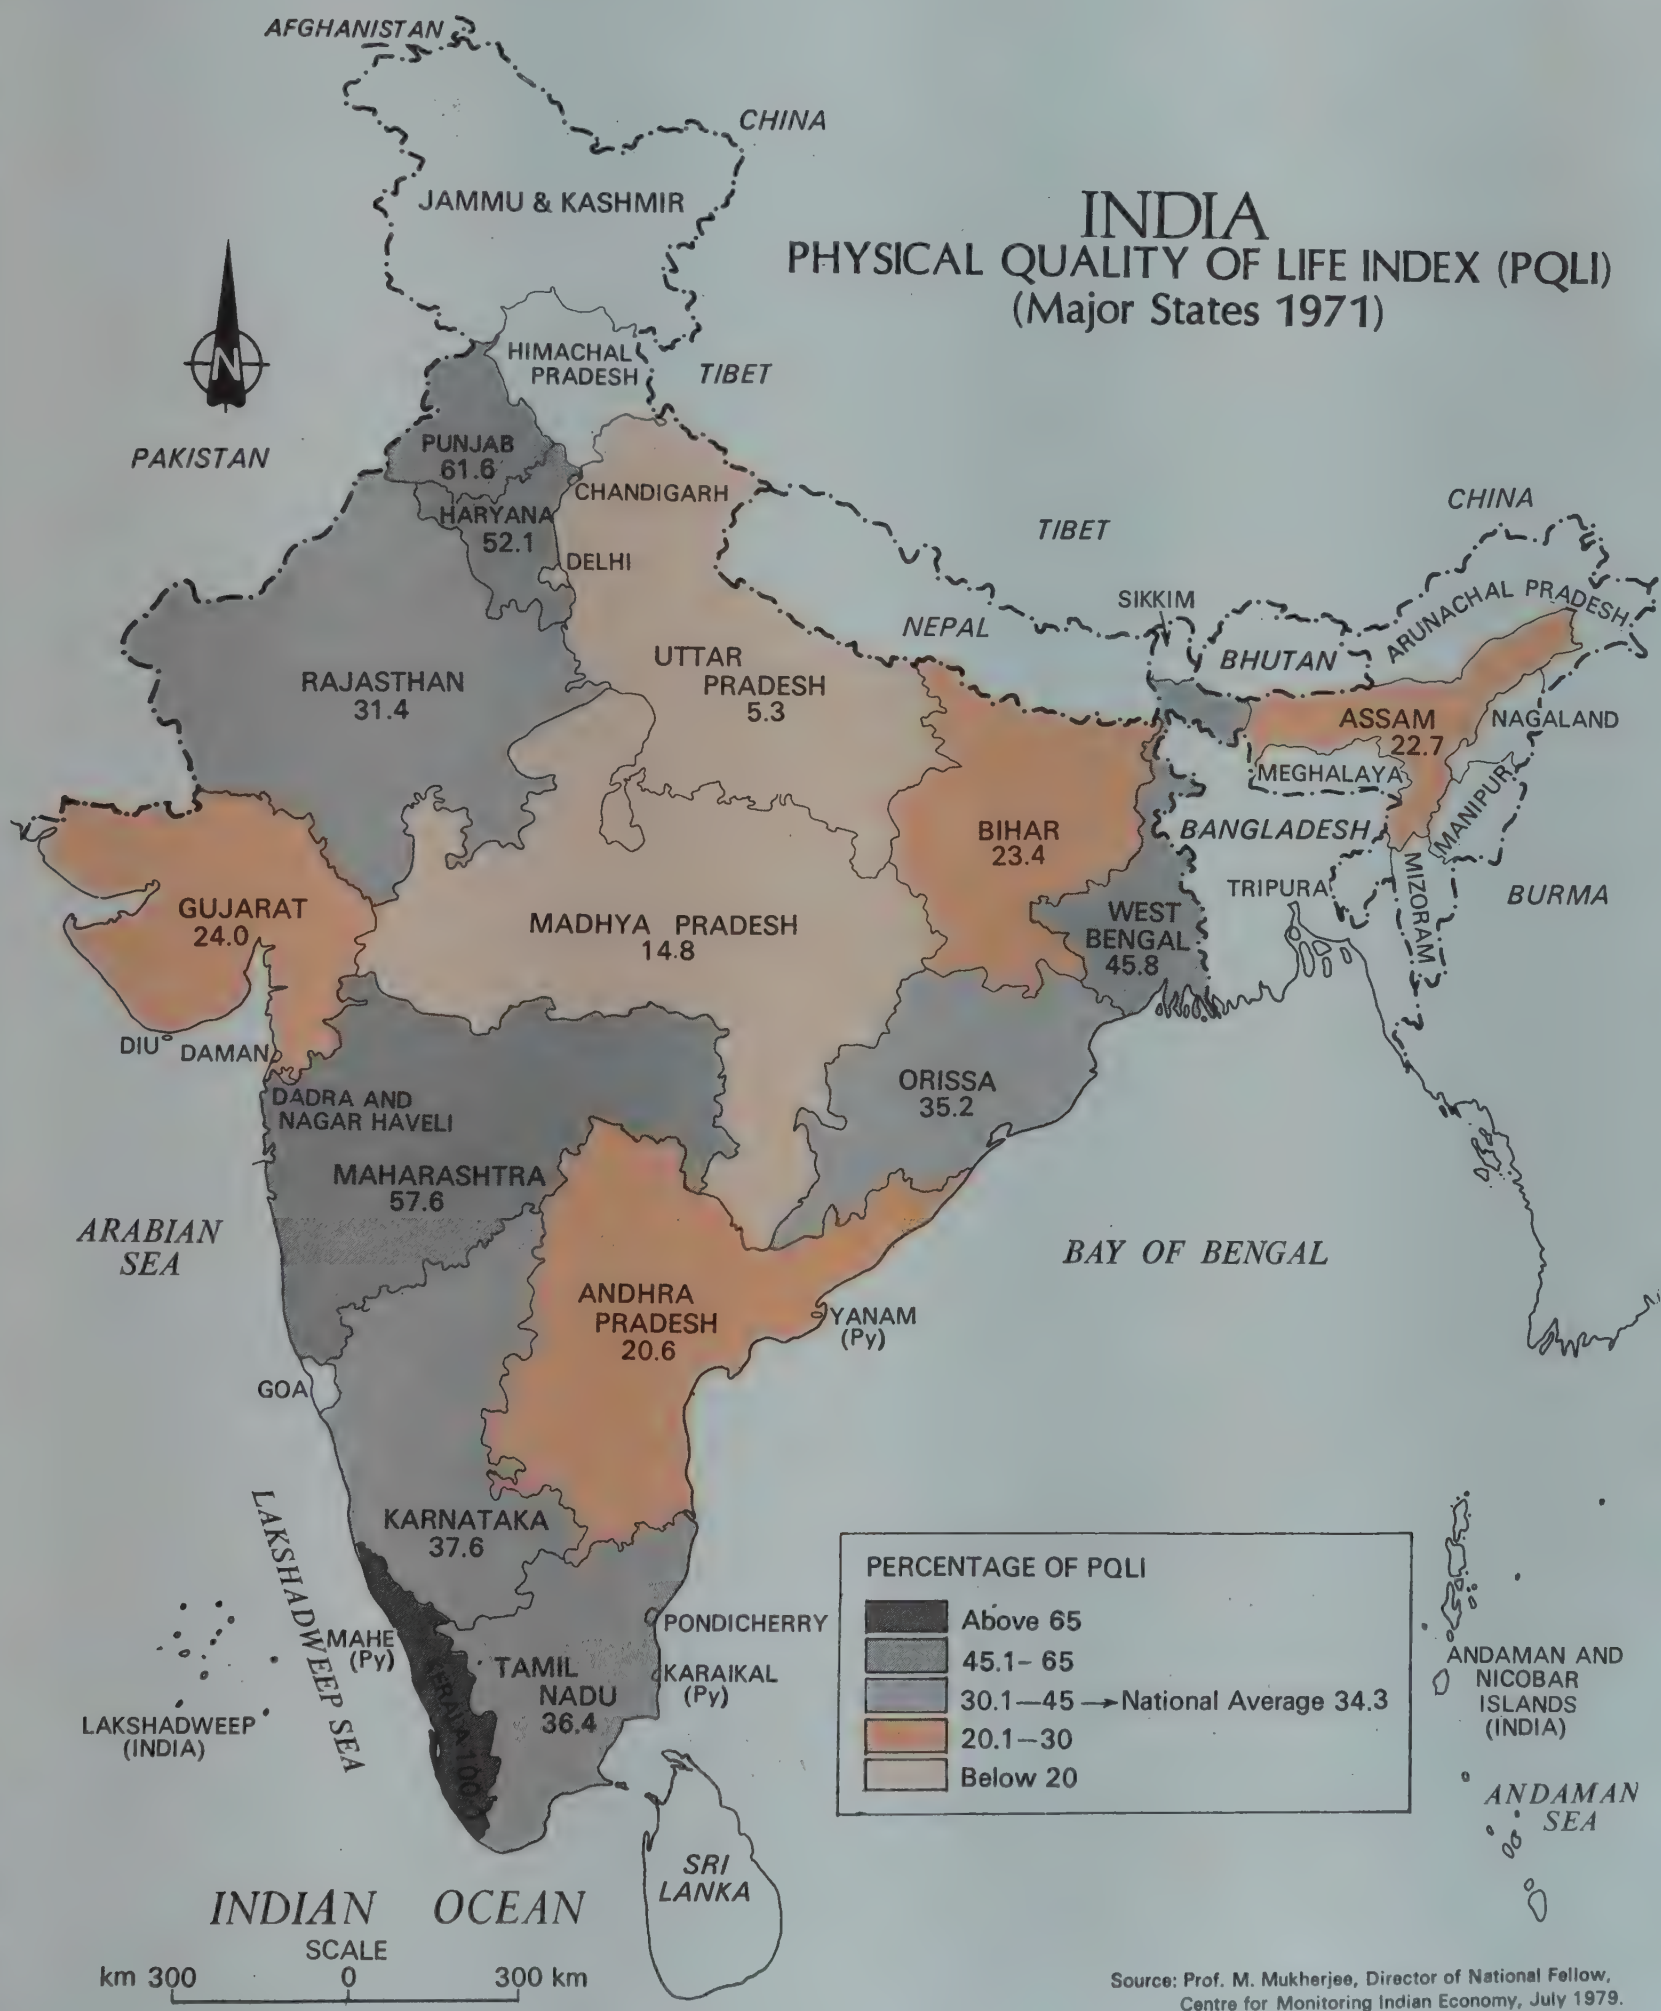 AFGHANISTAN
CHINA
JAMMU & KASHMIR
INDIA
PHYSICAL QUALITY OF LIFE INDEX (PQLI)
(Major States 1971)
N
HIMACHAL
PRADESH
TIBET
PAKISTAN
PUNJAB
61.6
CHANDIGARH
HARYANA
52.1
DELHI
TIBET
CHINA
SIKKIM
NEPAL
BHUTAN
ARUNACHAL PRADESH
RAJASTHAN
31.4
UTTAR
PRADESH
5.3
ASSAM
22.7
NAGALAND
MEGHALAYA
MANIPUR
BIHAR
23.4
BANGLADESH
TRIPURA
MIZORAM
BURMA
GUJARAT
24.0
MADHYA PRADESH
14.8
WEST
BENGAL
45.8
DIU
DAMAN
DADRA AND
NAGAR HAVELI
ORISSA
35.2
MAHARASHTRA
57.6
ARABIAN
SEA
BAY OF BENGAL
ANDHRA
PRADESH
20.6
YANAM
(Py)
GOA
KARNATAKA
37.6
LAKSHADWEEP SEA
MAHE
(Py)
KERALA 100.0
TAMIL
NADU
36.4
PONDICHERRY
KARAIKAL
(Py)
LAKSHADWEEP
(INDIA)
PERCENTAGE OF PQLI
Above 65
45.1-65
30.1—45 → National Average 34.3
20.1—30
Below 20
ANDAMAN AND
NICOBAR
ISLANDS
(INDIA)
ANDAMAN
SEA
SRI
LANKA
INDIAN OCEAN
SCALE
km 300 0 300 km
Source: Prof. M. Mukherjee, Director of National Fellow,
Centre for Monitoring Indian Economy, July 1979.